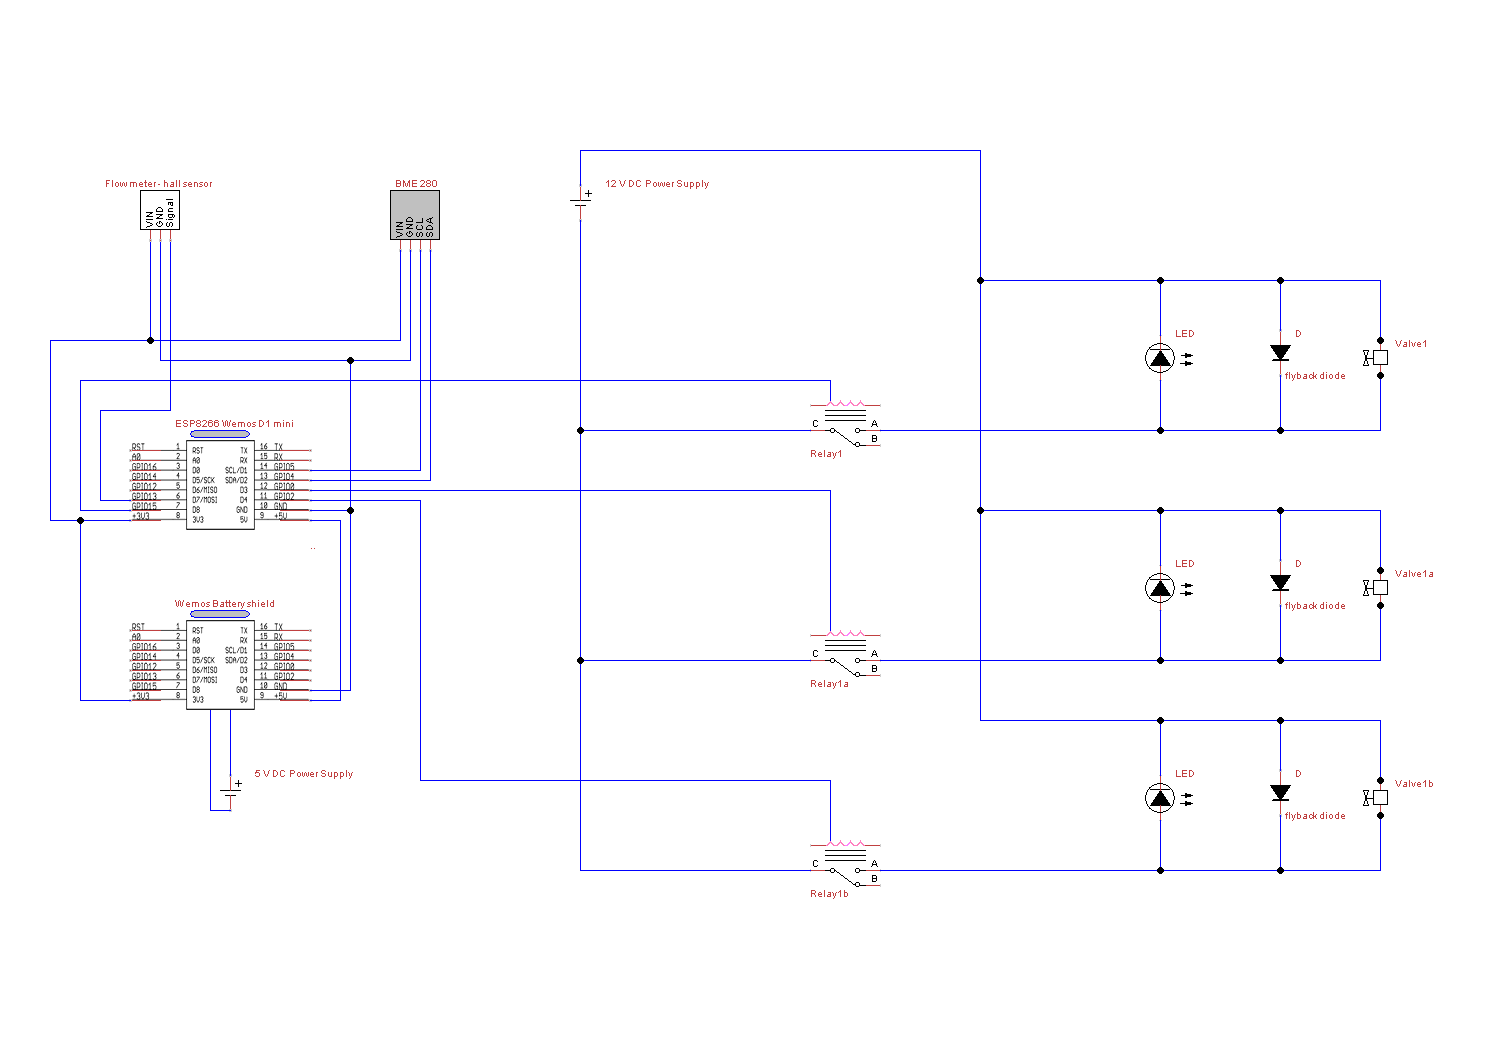 Flow meter - hall sensor
VIN
GND
Signal
BME 280
VIN
GND
SCL
SDA
+
12 V DC Power Supply
LED
D
flyback diode
Valve1
C
A
B
Relay1
ESP8266 Wemos D1 mini
RST 1 RST TX 16 TX
A0 2 A0 RX 15 RX
GPIO16 3 D0 SCL/D1 14 GPIO5
GPIO14 4 D5/SCK SDA/D2 13 GPIO4
GPIO12 5 D6/MISO D3 12 GPIO0
GPIO13 6 D7/MOSI D4 11 GPIO2
GPIO15 7 D8 GND 10 GND
+3V3 8 3V3 5V 9 +5V
..
LED
D
flyback diode
Valve1a
C
A
B
Relay1a
Wemos Battery shield
RST 1 RST TX 16 TX
A0 2 A0 RX 15 RX
GPIO16 3 D0 SCL/D1 14 GPIO5
GPIO14 4 D5/SCK SDA/D2 13 GPIO4
GPIO12 5 D6/MISO D3 12 GPIO0
GPIO13 6 D7/MOSI D4 11 GPIO2
GPIO15 7 D8 GND 10 GND
+3V3 8 3V3 5V 9 +5V
+
5 V DC Power Supply
LED
D
flyback diode
Valve1b
C
A
B
Relay1b